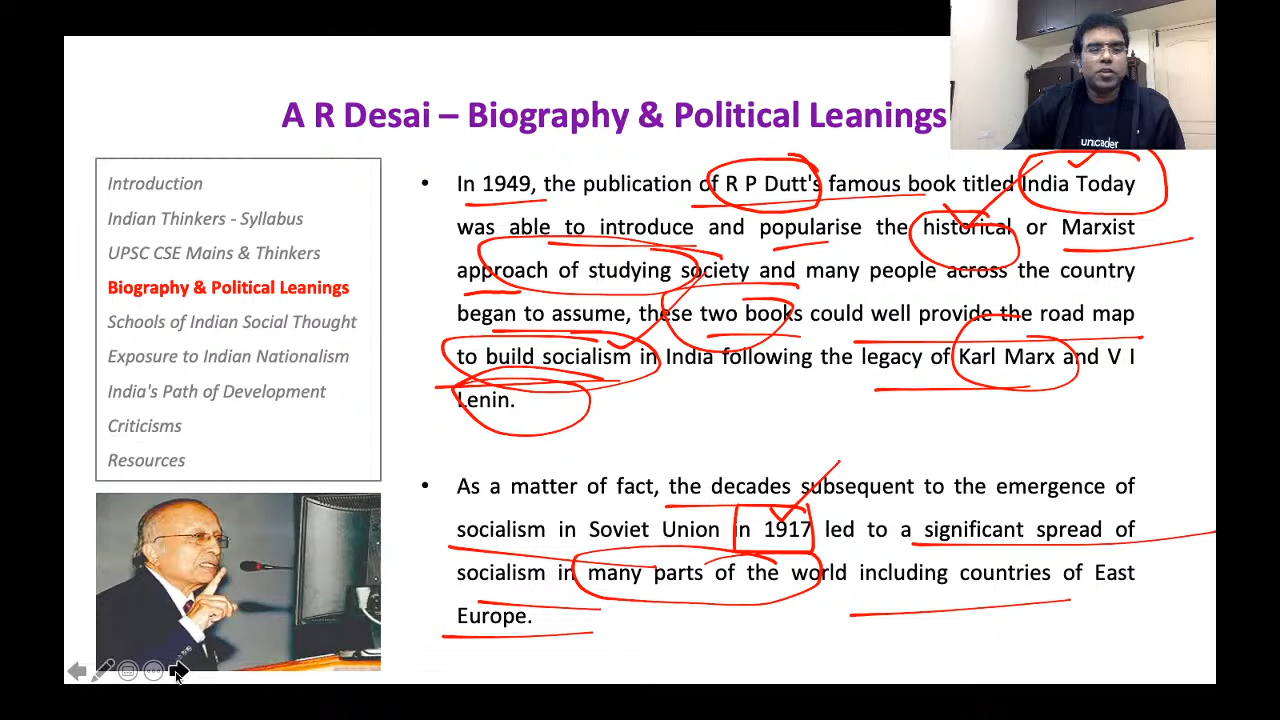 A R Desai – Biography & Political Leanings
unicader
Introduction
Indian Thinkers - Syllabus
UPSC CSE Mains & Thinkers
Biography & Political Leanings
Schools of Indian Social Thought
Exposure to Indian Nationalism
India's Path of Development
Criticisms
Resources
• In 1949, the publication of R P Dutt's famous book titled India Today
was able to introduce and popularise the historical or Marxist
approach of studying society and many people across the country
began to assume, these two books could well provide the road map
to build socialism in India following the legacy of Karl Marx and V I
Lenin.
• As a matter of fact, the decades subsequent to the emergence of
socialism in Soviet Union in 1917 led to a significant spread of
socialism in many parts of the world including countries of East
Europe.